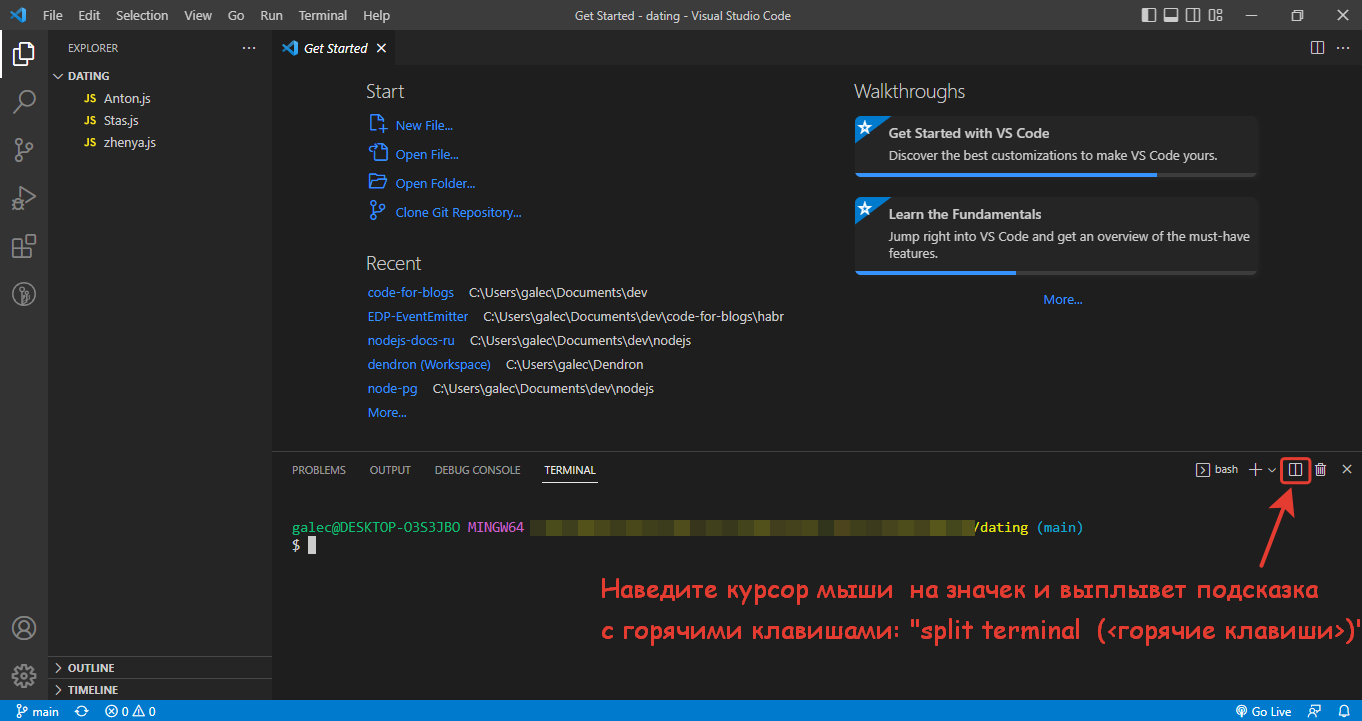 File Edit Selection View Go Run Terminal Help Get Started - dating - Visual Studio Code
EXPLORER
Get Started
DATING
JS Anton.js
JS Stas.js
JS zhenya.js
Start
New File...
Open File...
Open Folder...
Clone Git Repository...
Recent
code-for-blogs C:\Users\galec\Documents\dev
EDP-EventEmitter C:\Users\galec\Documents\dev\code-for-blogs\habr
nodejs-docs-ru C:\Users\galec\Documents\dev\nodejs
dendron (Workspace) C:\Users\galec\Dendron
node-pg C:\Users\galec\Documents\dev\nodejs
More...
Walkthroughs
Get Started with VS Code
Discover the best customizations to make VS Code yours.
Learn the Fundamentals
Jump right into VS Code and get an overview of the must-have
features.
More...
PROBLEMS OUTPUT DEBUG CONSOLE TERMINAL bash
galec@DESKTOP-O3S3JBO MINGW64 /dating (main)
$
Наведите курсор мыши на значек и выплывет подсказка
с горячими клавишами: "split terminal (<горячие клавиши>)"
OUTLINE
TIMELINE
main 0 0 Go Live